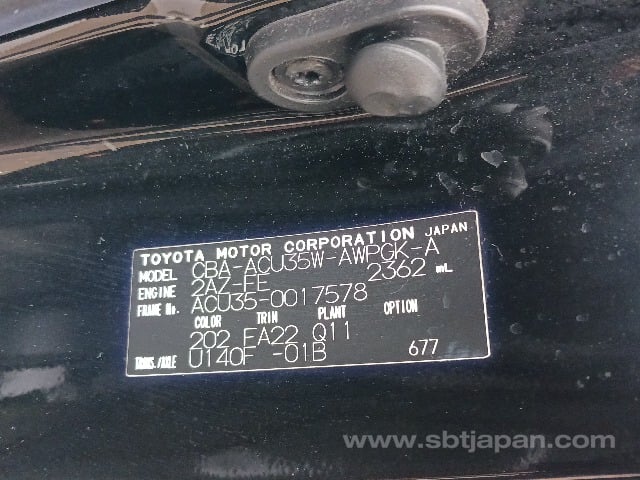 TOYOTA MOTOR CORPORATION JAPAN
MODEL CBA-ACU35W-AWPGK-A
ENGINE 2AZ-FE 2362 mL
FRAME No. ACU35-0017578
COLOR TRIM PLANT OPTION
202 FA22 Q11
TRANS./AXLE U140F -01B 677
www.sbtjapan.com